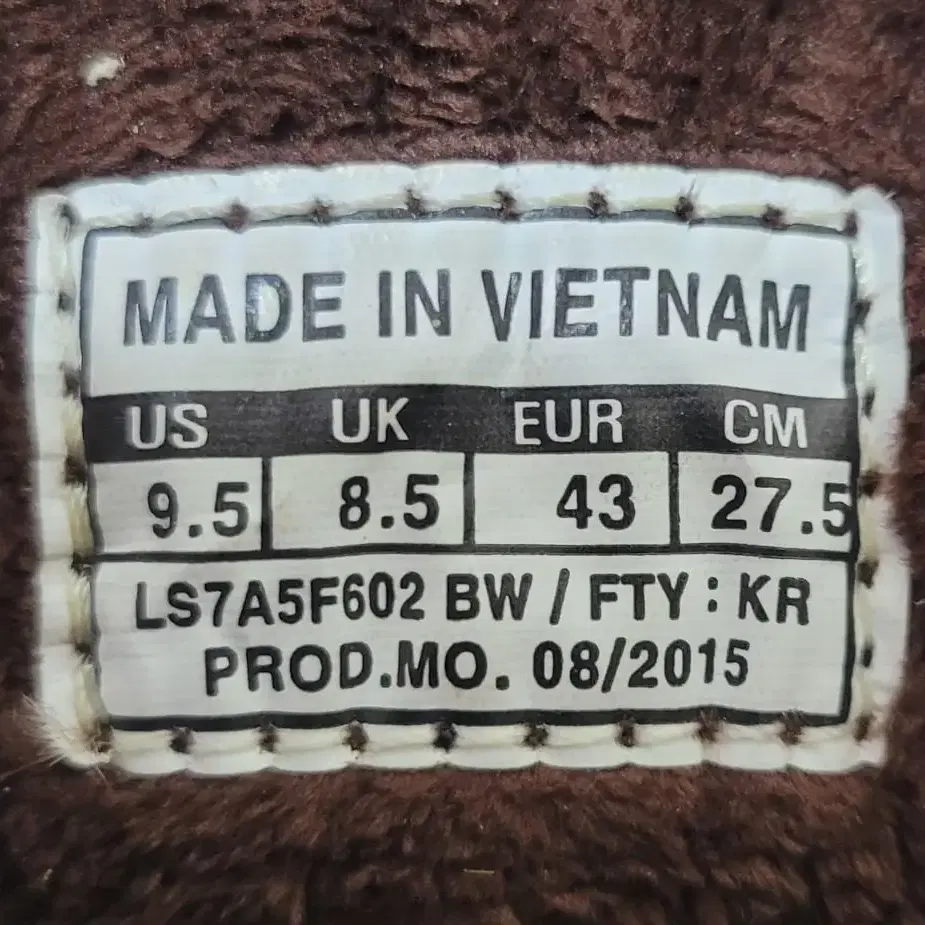 MADE IN VIETNAM
US UK EUR CM
9.5 8.5 43 27.5
LS7A5F602 BW / FTY : KR
PROD.MO. 08/2015